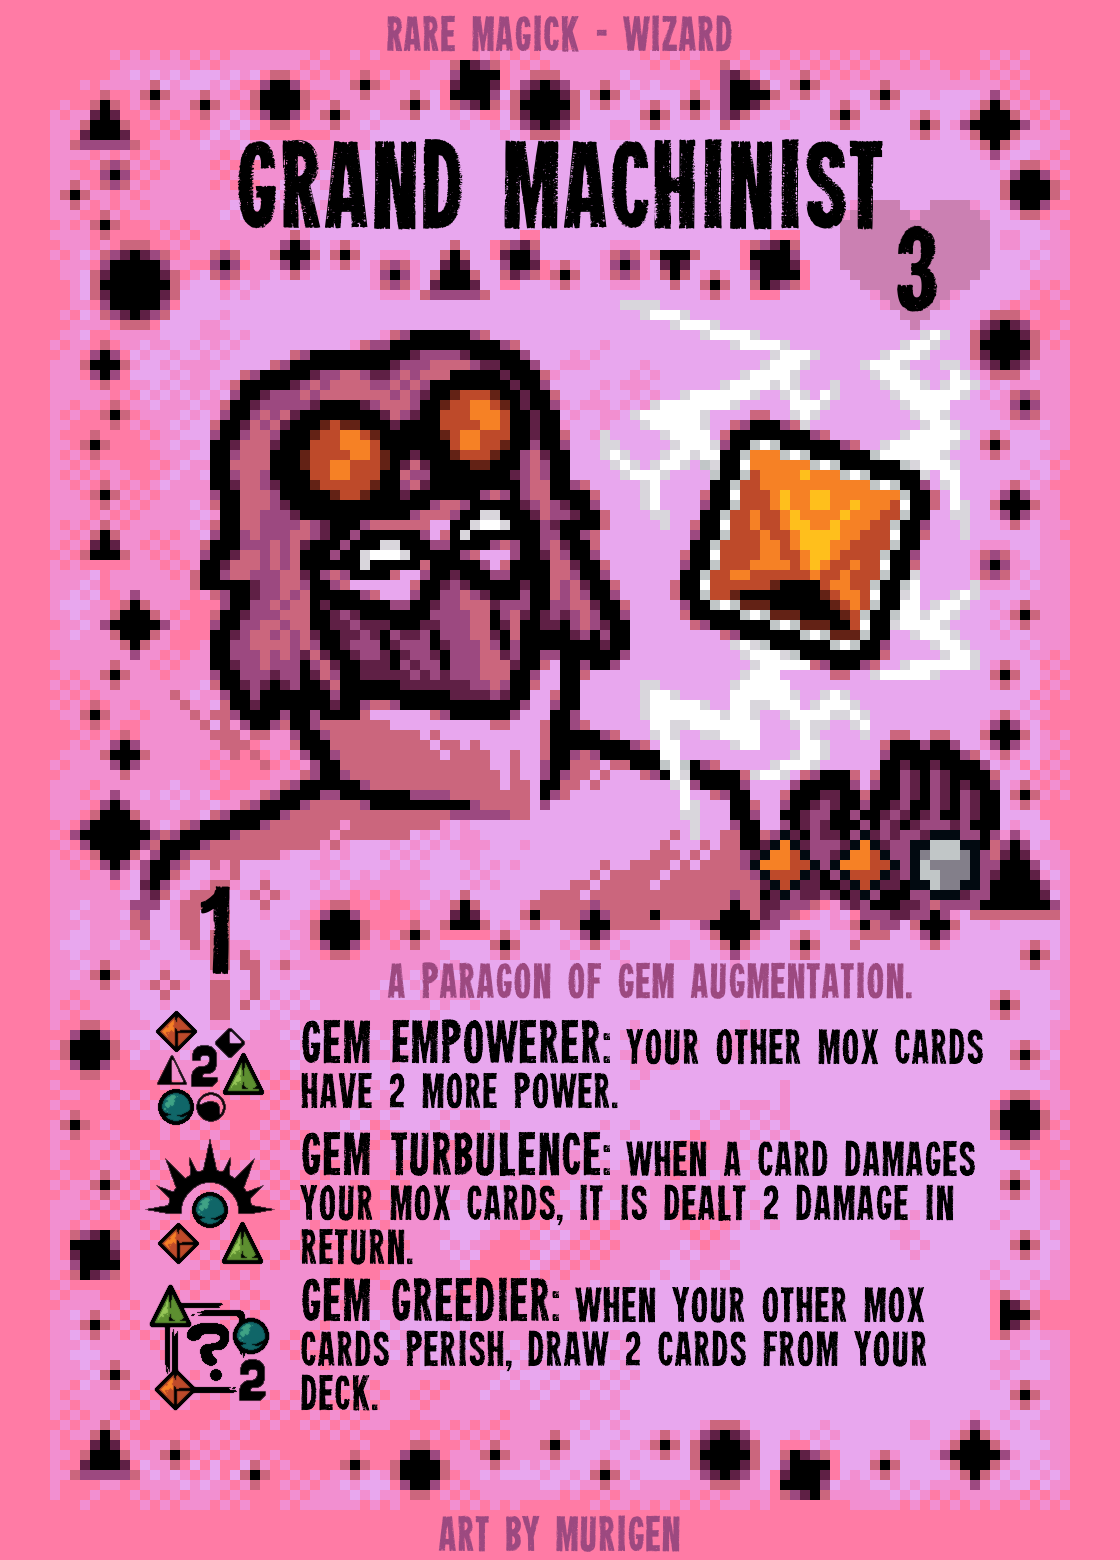 RARE MAGICK - WIZARD
GRAND MACHINIST
3
1
A PARAGON OF GEM AUGMENTATION.
GEM EMPOWERER: YOUR OTHER MOX CARDS
2
HAVE 2 MORE POWER.
GEM TURBULENCE: WHEN A CARD DAMAGES
YOUR MOX CARDS, IT IS DEALT 2 DAMAGE IN
RETURN.
GEM GREEDIER: WHEN YOUR OTHER MOX
?
CARDS PERISH, DRAW 2 CARDS FROM YOUR
2
DECK.
ART BY MURIGEN